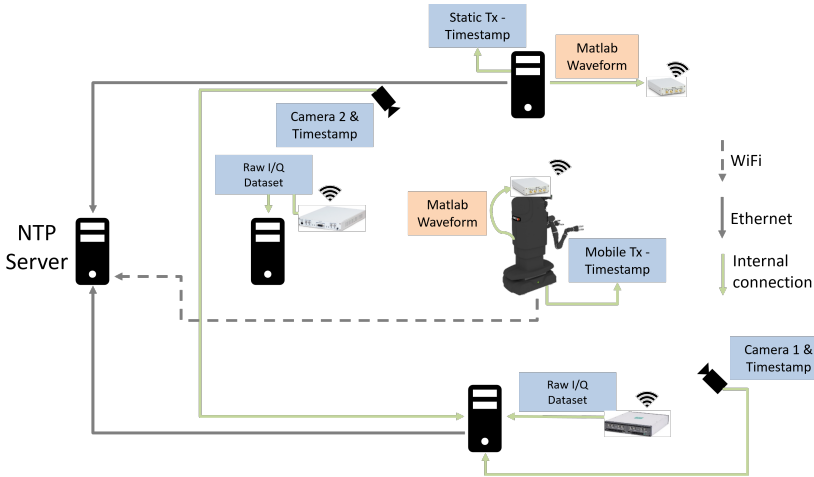 Static Tx -
Timestamp
Matlab
Waveform
Camera 2 &
Timestamp
Raw I/Q
Dataset
WiFi
Matlab
Waveform
Ethernet
NTP
Server
Mobile Tx -
Timestamp
Internal
connection
Camera 1 &
Timestamp
Raw I/Q
Dataset